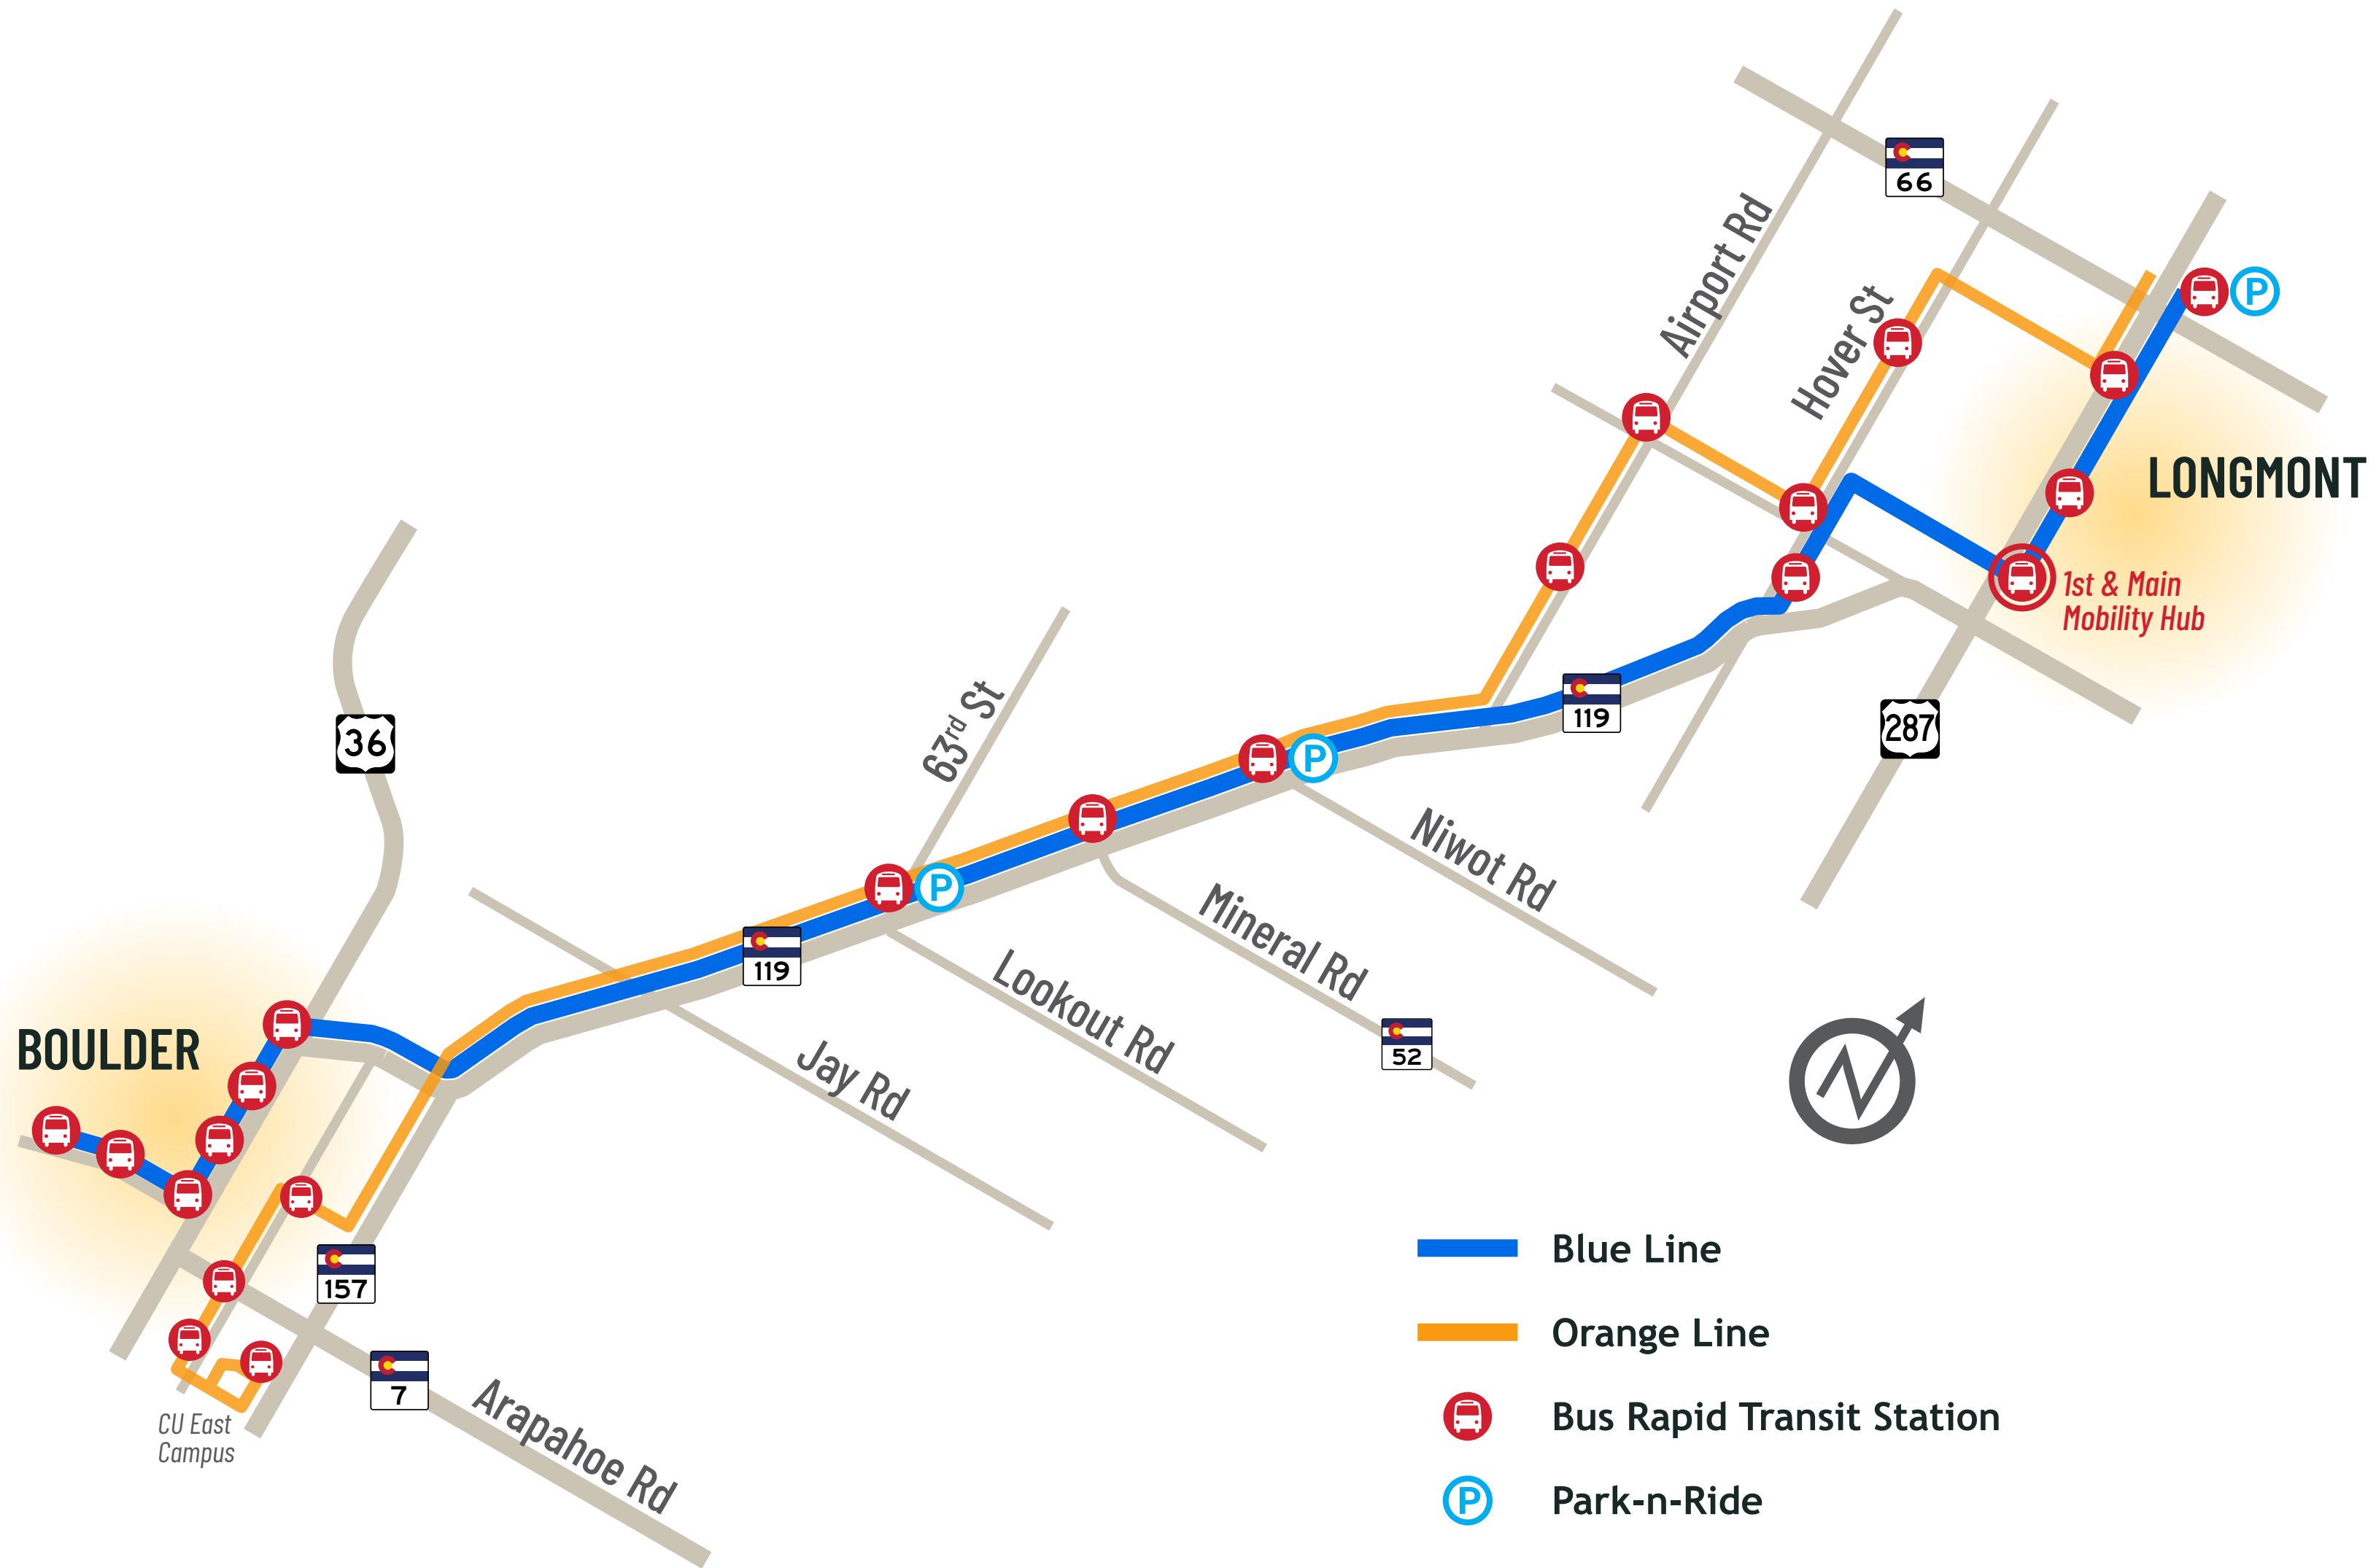 66
Airport Rd
Hover St
LONGMONT
1st & Main
Mobility Hub
63rd St
119
287
36
Niwot Rd
Mineral Rd
Lookout Rd
119
52
Jay Rd
BOULDER
N
157
7
Arapahoe Rd
CU East
Campus
P
P
P
Blue Line
Orange Line
Bus Rapid Transit Station
P
Park-n-Ride